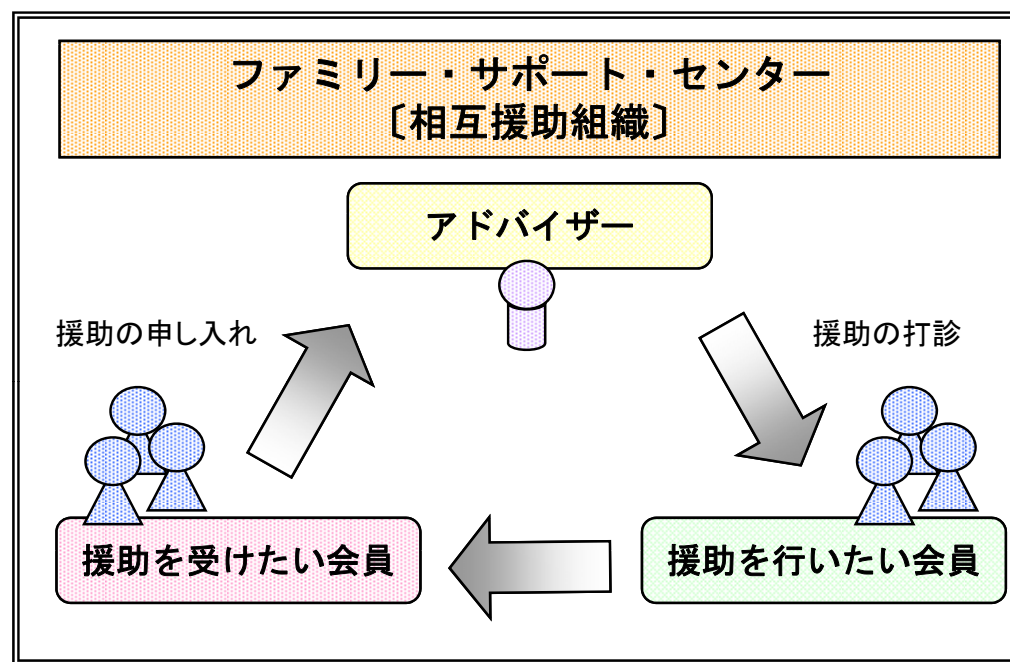 ファミリー・サポート・センター
〔相互援助組織〕
アドバイザー
援助の申し入れ
援助の打診
援助を受けたい会員
援助を行いたい会員